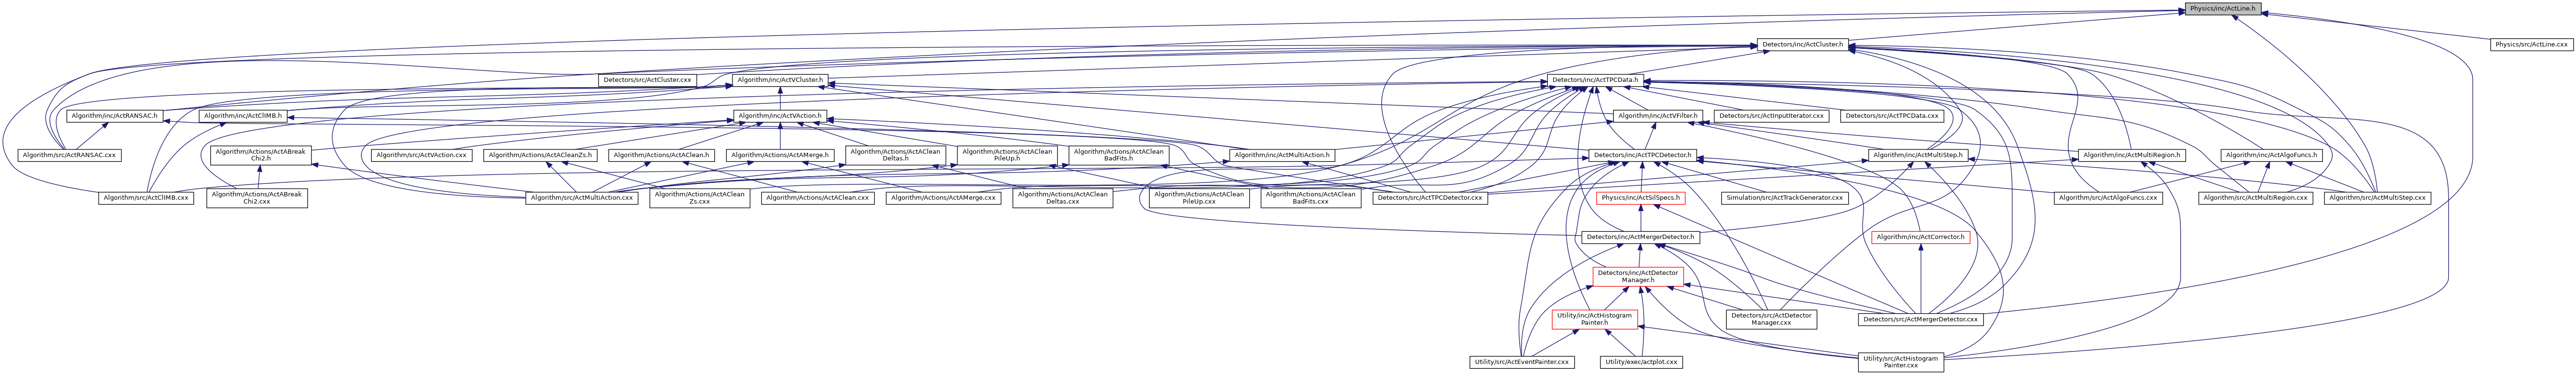 Physics/inc/ActLine.h
Detectors/inc/ActCluster.h
Physics/src/ActLine.cxx
Detectors/src/ActCluster.cxx
Algorithm/inc/ActVCluster.h
Detectors/inc/ActTPCData.h
Algorithm/inc/ActRANSAC.h
Algorithm/inc/ActCliMB.h
Algorithm/inc/ActVAction.h
Algorithm/inc/ActVFilter.h
Detectors/src/ActInputIterator.cxx
Detectors/src/ActTPCData.cxx
Algorithm/src/ActRANSAC.cxx
Algorithm/Actions/ActABreak
Chi2.h
Algorithm/src/ActVAction.cxx
Algorithm/Actions/ActACleanZs.h
Algorithm/Actions/ActAClean.h
Algorithm/Actions/ActAMerge.h
Algorithm/Actions/ActAClean
Deltas.h
Algorithm/Actions/ActAClean
PileUp.h
Algorithm/Actions/ActAClean
BadFits.h
Algorithm/inc/ActMultiAction.h
Detectors/inc/ActTPCDetector.h
Algorithm/inc/ActMultiStep.h
Algorithm/inc/ActMultiRegion.h
Algorithm/inc/ActAlgoFuncs.h
Algorithm/src/ActCliMB.cxx
Algorithm/Actions/ActABreak
Chi2.cxx
Algorithm/src/ActMultiAction.cxx
Algorithm/Actions/ActAClean
Zs.cxx
Algorithm/Actions/ActAClean.cxx
Algorithm/Actions/ActAMerge.cxx
Algorithm/Actions/ActAClean
Deltas.cxx
Algorithm/Actions/ActAClean
PileUp.cxx
Algorithm/Actions/ActAClean
BadFits.cxx
Detectors/src/ActTPCDetector.cxx
Physics/inc/ActSilSpecs.h
Simulation/src/ActTrackGenerator.cxx
Algorithm/src/ActAlgoFuncs.cxx
Algorithm/src/ActMultiRegion.cxx
Algorithm/src/ActMultiStep.cxx
Detectors/inc/ActMergerDetector.h
Algorithm/inc/ActCorrector.h
Detectors/inc/ActDetector
Manager.h
Utility/inc/ActHistogram
Painter.h
Detectors/src/ActDetector
Manager.cxx
Detectors/src/ActMergerDetector.cxx
Utility/src/ActEventPainter.cxx
Utility/exec/actplot.cxx
Utility/src/ActHistogram
Painter.cxx